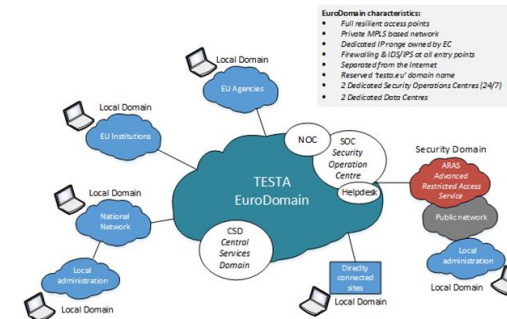 EuroDomain characteristics:
• Full resilient access points
• Private MPLS based network
• Dedicated IP range owned by EC
• Firewalling & IDS/IPS at all entry points
• Separated from the Internet
• Reserved 'testa.eu' domain name
• 2 Dedicated Security Operations Centres (24/7)
• 2 Dedicated Data Centres
Local Domain
EU Agencies
Local Domain
EU Institutions
NOC
SOC
Security
Operation
Centre
Helpdesk
Security Domain
ARAS
Advanced
Restricted Access
Service
Public network
Local
administration
Local Domain
TESTA
EuroDomain
Local Domain
National
Network
CSD
Central
Services
Domain
Local
administration
Local Domain
Directly
connected
sites
Local Domain